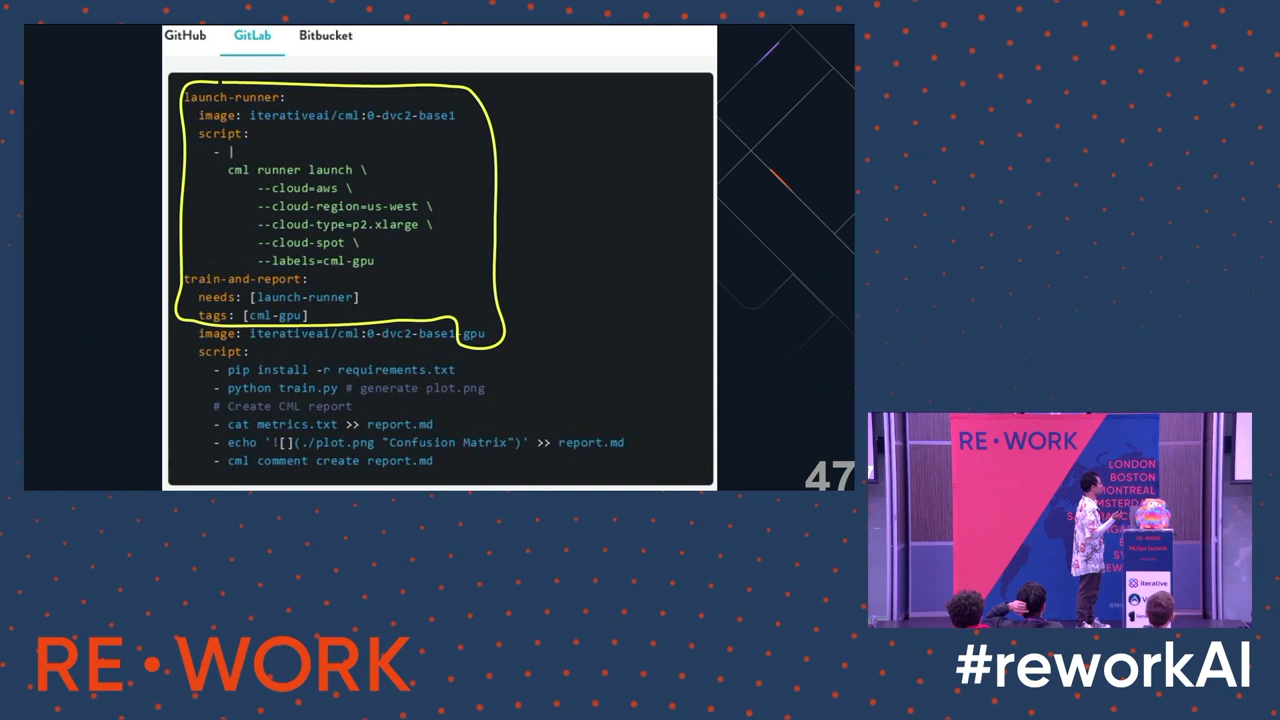 GitHub GitLab Bitbucket
launch-runner:
  image: iterativeai/cml:0-dvc2-base1
  script:
    - |
      cml runner launch \
          --cloud=aws \
          --cloud-region=us-west \
          --cloud-type=p2.xlarge \
          --cloud-spot \
          --labels=cml-gpu
train-and-report:
  needs: [launch-runner]
  tags: [cml-gpu]
  image: iterativeai/cml:0-dvc2-base1-gpu
  script:
    - pip install -r requirements.txt
    - python train.py # generate plot.png
    # Create CML report
    - cat metrics.txt >> report.md
    - echo '![](./plot.png "Confusion Matrix")' >> report.md
    - cml comment create report.md
47
RE•WORK
LONDON
BOSTON
MONTREAL
RE•WORK
MLOps Summit
iterative
RE•WORK
#reworkAI